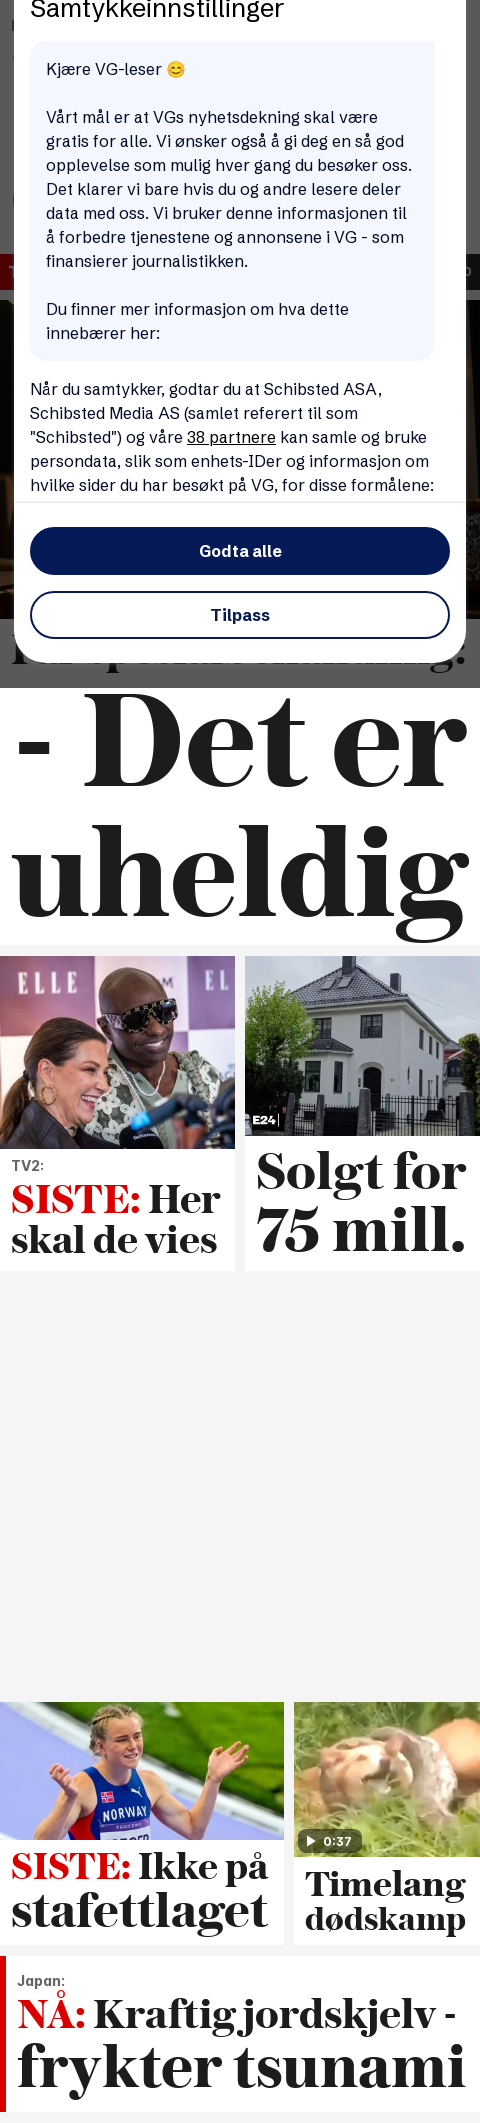 Samtykkeinnstillinger
Kjære VG-leser 😊
Vårt mål er at VGs nyhetsdekning skal være
gratis for alle. Vi ønsker også å gi deg en så god
opplevelse som mulig hver gang du besøker oss.
Det klarer vi bare hvis du og andre lesere deler
data med oss. Vi bruker denne informasjonen til
å forbedre tjenestene og annonsene i VG - som
finansierer journalistikken.
Du finner mer informasjon om hva dette
innebærer her:
Når du samtykker, godtar du at Schibsted ASA,
Schibsted Media AS (samlet referert til som
"Schibsted") og våre 38 partnere kan samle og bruke
persondata, slik som enhets-IDer og informasjon om
hvilke sider du har besøkt på VG, for disse formålene:
Godta alle
Tilpass
- Det er
uheldig
ELLE
EL
E24
TV2:
SISTE: Her
skal de vies
Solgt for
75 mill.
NORWAY
0:37
SISTE: Ikke på
stafettlaget
Timelang
dødskamp
Japan:
NÅ: Kraftig jordskjelv -
frykter tsunami